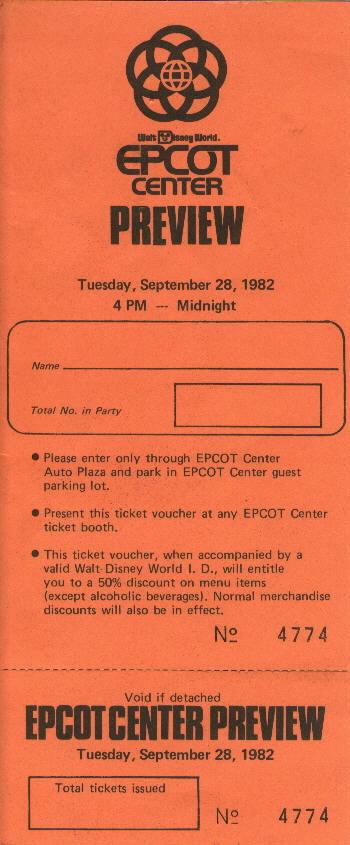 Walt Disney World.
EPCOT
CENTER
PREVIEW
Tuesday, September 28, 1982
4 PM --- Midnight
Name
Total No. in Party
● Please enter only through EPCOT Center
Auto Plaza and park in EPCOT Center guest
parking lot.
● Present this ticket voucher at any EPCOT Center
ticket booth.
● This ticket voucher, when accompanied by a
valid Walt Disney World I. D., will entitle
you to a 50% discount on menu items
(except alcoholic beverages). Normal merchandise
discounts will also be in effect.
Nº 4774
Void if detached
EPCOT CENTER PREVIEW
Tuesday, September 28, 1982
Total tickets issued
Nº 4774